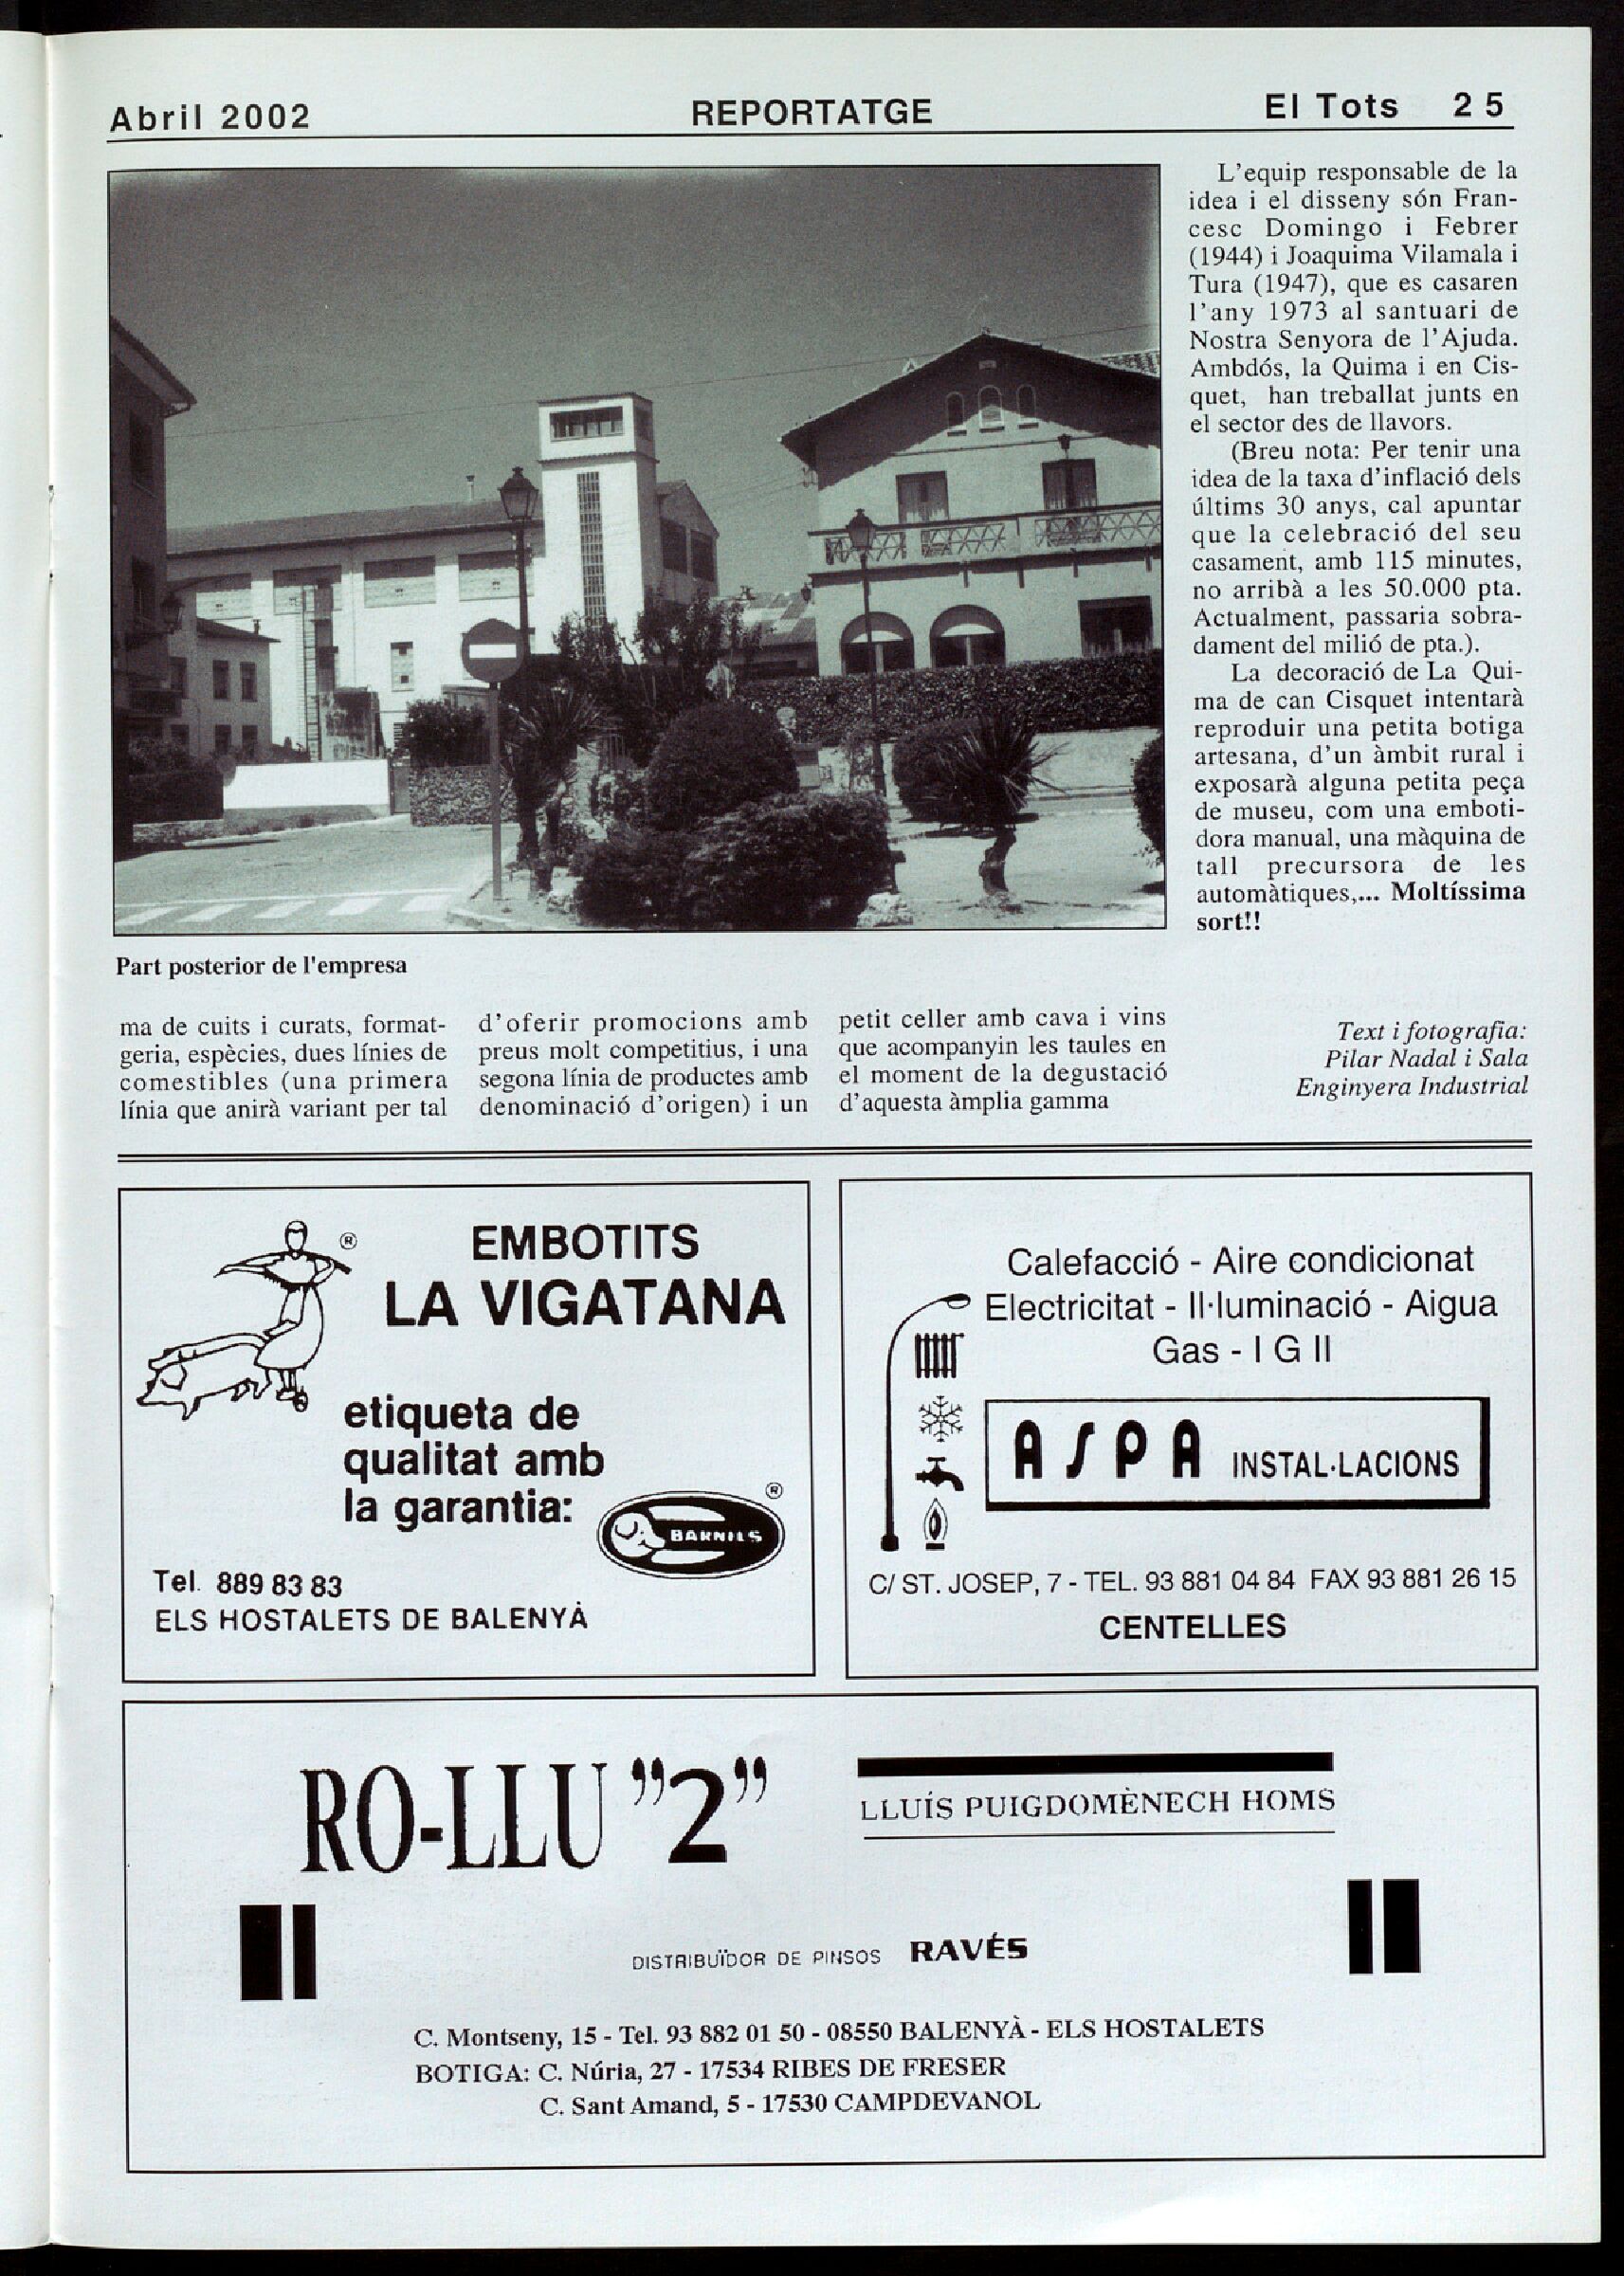 Abril 2002
REPORTATGE
El Tots 25
Part posterior de l'empresa
ma de cuits i curats, format-
geria, espècies, dues línies de
comestibles (una primera
línia que anirà variant per tal
d'oferir promocions amb
preus molt competitius, i una
segona línia de productes amb
denominació d'origen) i un
petit celler amb cava i vins
que acompanyin les taules en
el moment de la degustació
d'aquesta àmplia gamma
L'equip responsable de la
idea i el disseny són Fran-
cesc Domingo i Febrer
(1944) i Joaquima Vilamala i
Tura (1947), que es casaren
l'any 1973 al santuari de
Nostra Senyora de l'Ajuda.
Ambdós, la Quima i en Cis-
quet, han treballat junts en
el sector des de llavors.
(Breu nota: Per tenir una
idea de la taxa d'inflació dels
últims 30 anys, cal apuntar
que la celebració del seu
casament, amb 115 minutes,
no arribà a les 50.000 pta.
Actualment, passaria sobra-
dament del milió de pta.).
La decoració de La Qui-
ma de can Cisquet intentarà
reproduir una petita botiga
artesana, d'un àmbit rural i
exposarà alguna petita peça
de museu, com una emboti-
dora manual, una màquina de
tall precursora de les
automàtiques,... Moltíssima
sort!!
Text i fotografia:
Pilar Nadal i Sala
Enginyera Industrial
®
EMBOTITS
LA VIGATANA
etiqueta de
qualitat amb
la garantia:
®
BARNILS
Tel. 889 83 83
ELS HOSTALETS DE BALENYÀ
Calefacció - Aire condicionat
Electricitat - Il·luminació - Aigua
Gas - I G II
ASPA INSTAL·LACIONS
C/ ST. JOSEP, 7 - TEL. 93 881 04 84 FAX 93 881 26 15
CENTELLES
RO-LLU "2"
LLUÍS PUIGDOMÈNECH HOMS
DISTRIBUÏDOR DE PINSOS RAVÉS
C. Montseny, 15 - Tel. 93 882 01 50 - 08550 BALENYÀ - ELS HOSTALETS
BOTIGA: C. Núria, 27 - 17534 RIBES DE FRESER
C. Sant Amand, 5 - 17530 CAMPDEVANOL